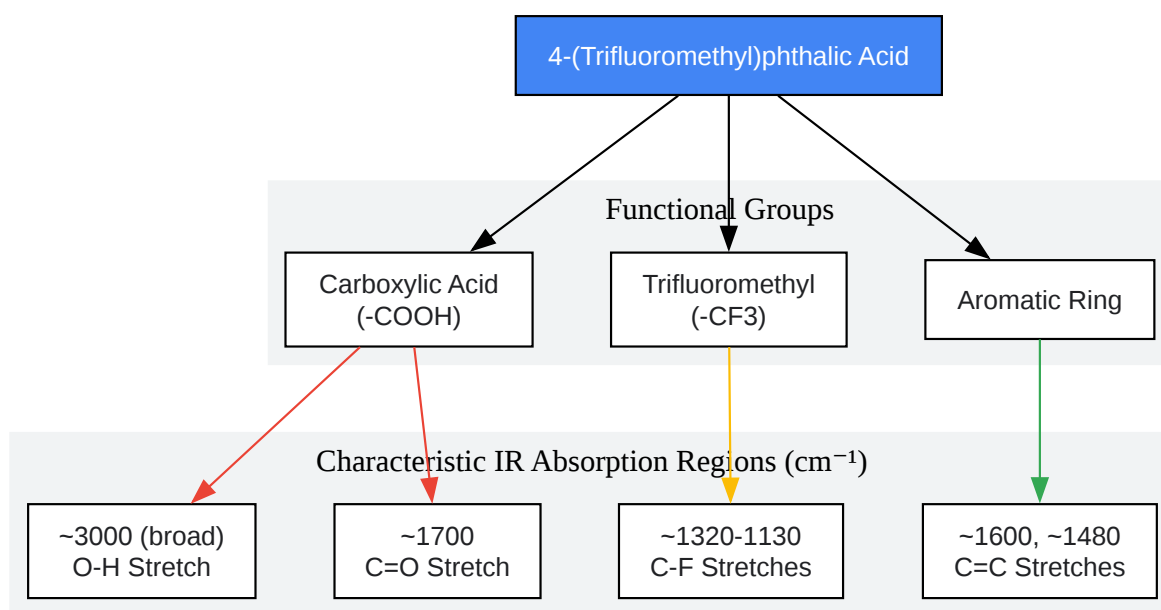 4-(Trifluoromethyl)phthalic Acid
Functional Groups
Carboxylic Acid
(-COOH)
Trifluoromethyl
(-CF3)
Aromatic Ring
Characteristic IR Absorption Regions (cm⁻¹)
~3000 (broad)
O-H Stretch
~1700
C=O Stretch
~1320-1130
C-F Stretches
~1600, ~1480
C=C Stretches